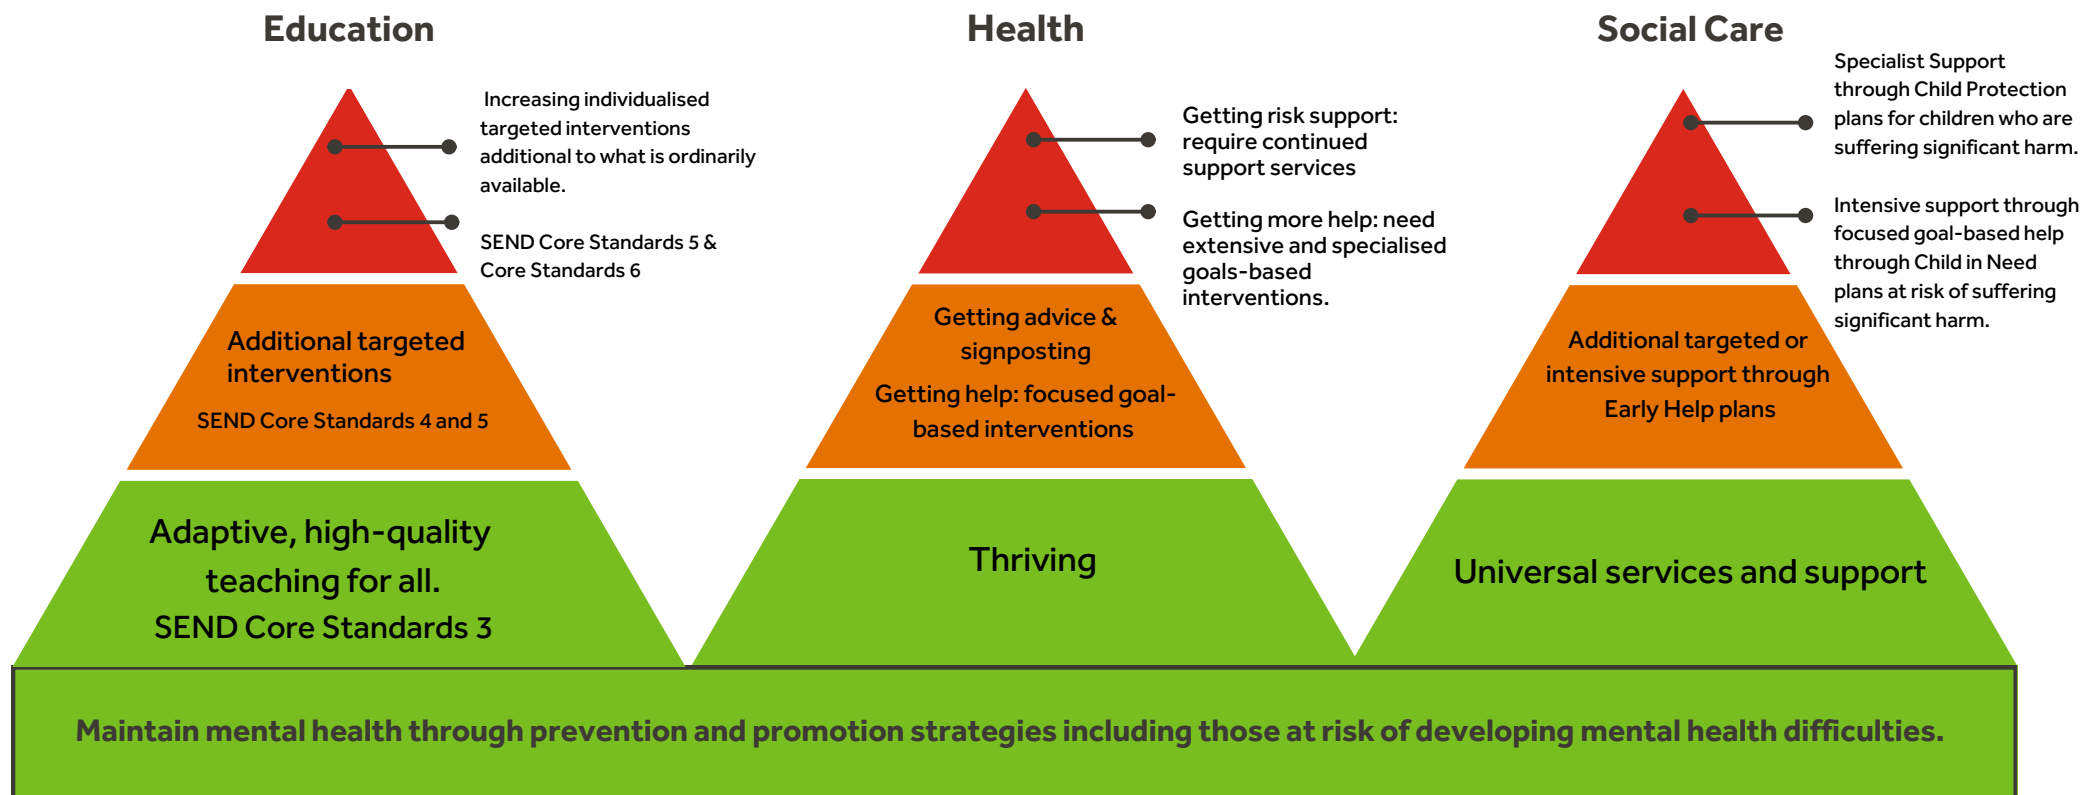 Education
Increasing individualised
targeted interventions
additional to what is ordinarily
available.
SEND Core Standards 5 &
Core Standards 6
Additional targeted
interventions
SEND Core Standards 4 and 5
Adaptive, high-quality
teaching for all.
SEND Core Standards 3
Health
Getting risk support:
require continued
support services
Getting more help: need
extensive and specialised
goals-based
interventions.
Getting advice &
signposting
Getting help: focused goal-
based interventions
Thriving
Social Care
Specialist Support
through Child Protection
plans for children who are
suffering significant harm.
Intensive support through
focused goal-based help
through Child in Need
plans at risk of suffering
significant harm.
Additional targeted or
intensive support through
Early Help plans
Universal services and support
Maintain mental health through prevention and promotion strategies including those at risk of developing mental health difficulties.